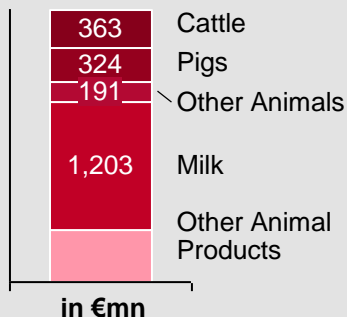 363 Cattle
324 Pigs
191 Other Animals
1,203 Milk
Other Animal
Products
in €mn